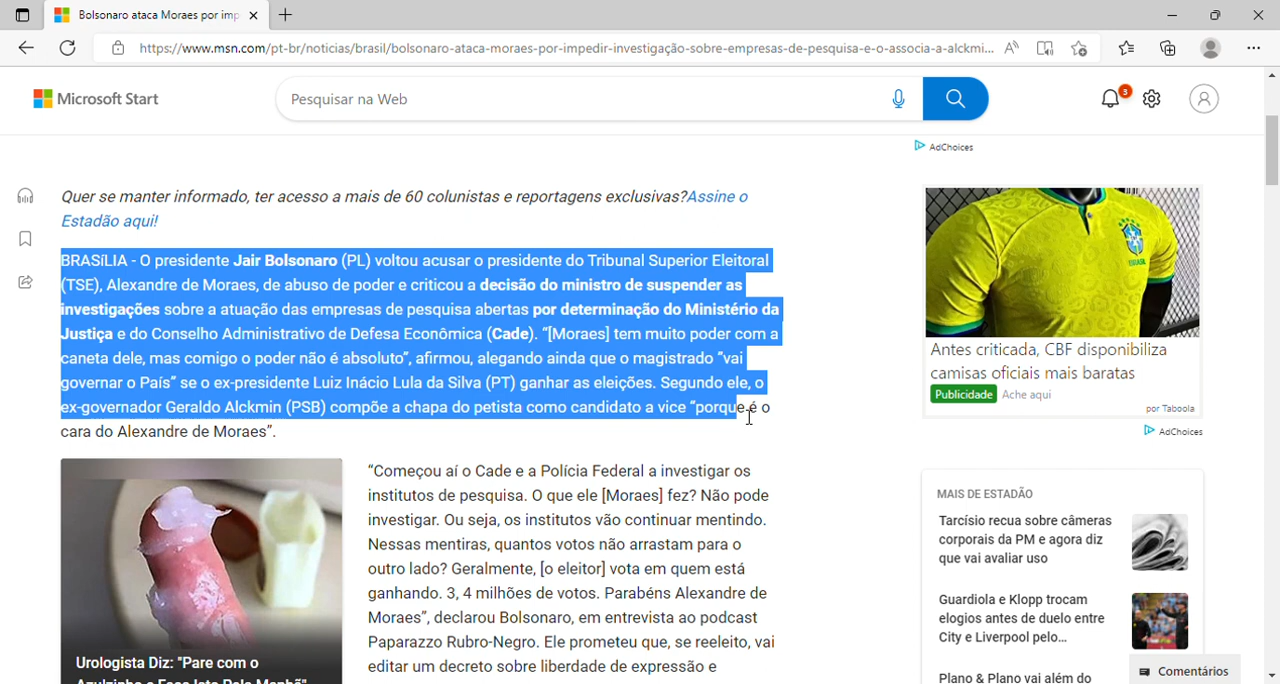 Bolsonaro ataca Moraes por imp
https://www.msn.com/pt-br/noticias/brasil/bolsonaro-ataca-moraes-por-impedir-investigação-sobre-empresas-de-pesquisa-e-o-associa-a-alckmi...
Microsoft Start
Pesquisar na Web
3
AdChoices
Quer se manter informado, ter acesso a mais de 60 colunistas e reportagens exclusivas?Assine o
Estadão aqui!
BRASíLIA - O presidente Jair Bolsonaro (PL) voltou acusar o presidente do Tribunal Superior Eleitoral
(TSE), Alexandre de Moraes, de abuso de poder e criticou a decisão do ministro de suspender as
investigações sobre a atuação das empresas de pesquisa abertas por determinação do Ministério da
Justiça e do Conselho Administrativo de Defesa Econômica (Cade). “[Moraes] tem muito poder com a
caneta dele, mas comigo o poder não é absoluto”, afirmou, alegando ainda que o magistrado ”vai
governar o País” se o ex-presidente Luiz Inácio Lula da Silva (PT) ganhar as eleições. Segundo ele, o
ex-governador Geraldo Alckmin (PSB) compõe a chapa do petista como candidato a vice “porque é o
cara do Alexandre de Moraes”.
“Começou aí o Cade e a Polícia Federal a investigar os
institutos de pesquisa. O que ele [Moraes] fez? Não pode
investigar. Ou seja, os institutos vão continuar mentindo.
Nessas mentiras, quantos votos não arrastam para o
outro lado? Geralmente, [o eleitor] vota em quem está
ganhando. 3, 4 milhões de votos. Parabéns Alexandre de
Moraes”, declarou Bolsonaro, em entrevista ao podcast
Paparazzo Rubro-Negro. Ele prometeu que, se reeleito, vai
editar um decreto sobre liberdade de expressão e
Urologista Diz: "Pare com o
Azulzinho e Faça Isto Pela Manhã"
Antes criticada, CBF disponibiliza
camisas oficiais mais baratas
Publicidade Ache aqui
por Taboola
AdChoices
MAIS DE ESTADÃO
Tarcísio recua sobre câmeras
corporais da PM e agora diz
que vai avaliar uso
Guardiola e Klopp trocam
elogios antes de duelo entre
City e Liverpool pelo...
Plano & Plano vai além do
Comentários